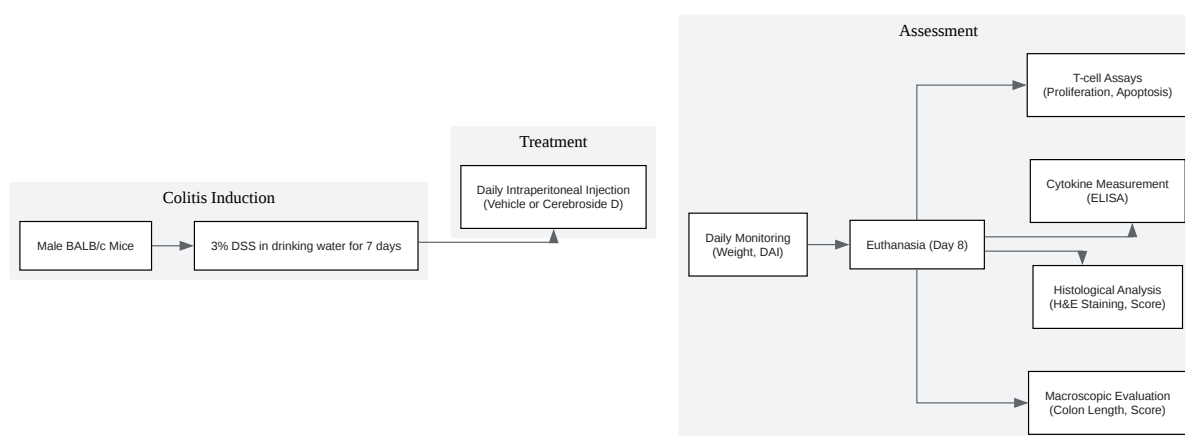 Colitis Induction
Male BALB/c Mice
3% DSS in drinking water for 7 days
Treatment
Daily Intraperitoneal Injection
(Vehicle or Cerebroside D)
Assessment
Daily Monitoring
(Weight, DAI)
Euthanasia (Day 8)
T-cell Assays
(Proliferation, Apoptosis)
Cytokine Measurement
(ELISA)
Histological Analysis
(H&E Staining, Score)
Macroscopic Evaluation
(Colon Length, Score)